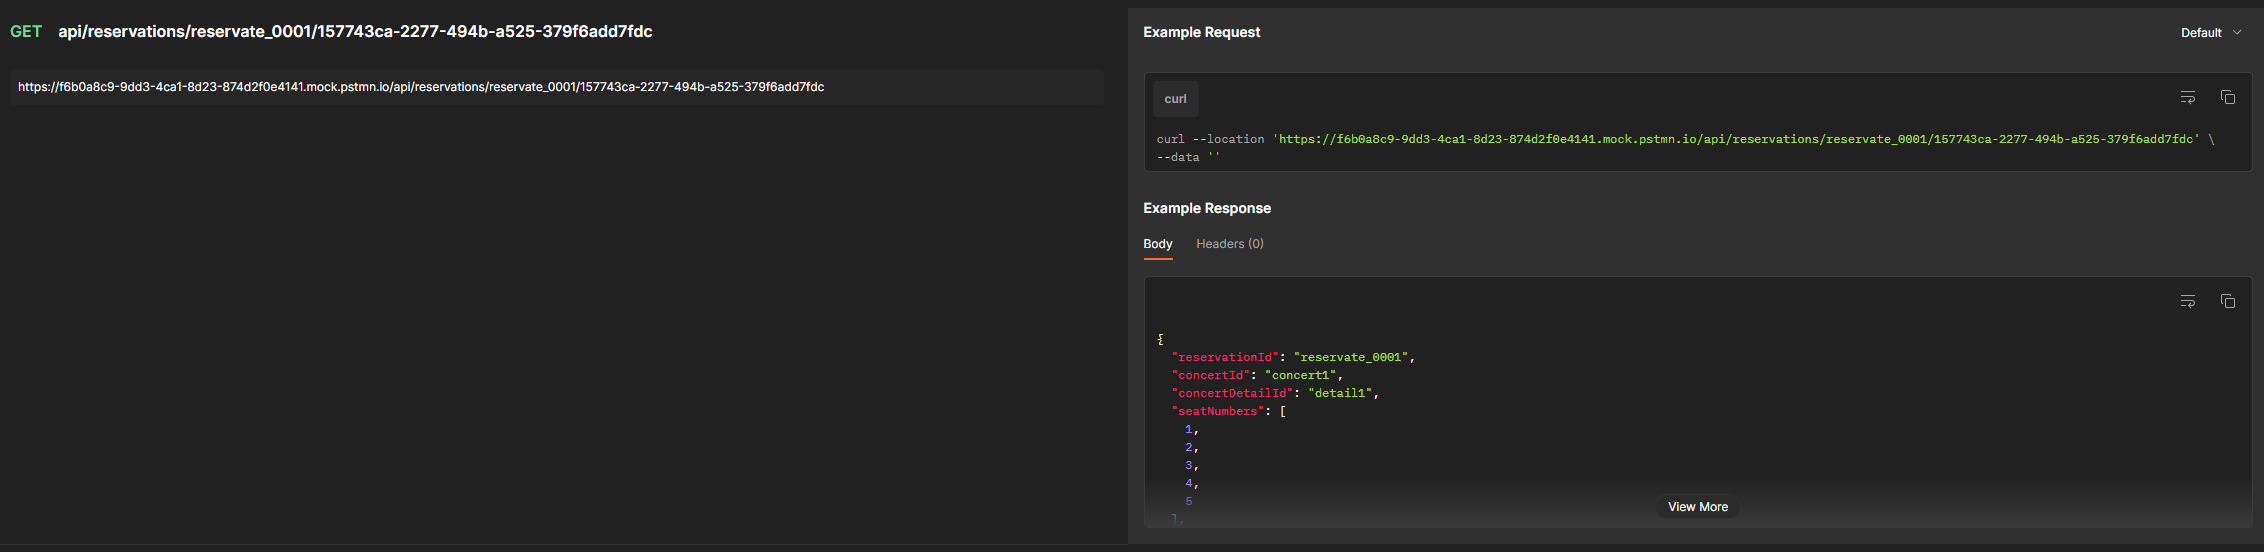 GET api/reservations/reservate_0001/157743ca-2277-494b-a525-379f6add7fdc
https://f6b0a8c9-9dd3-4ca1-8d23-874d2f0e4141.mock.pstmn.io/api/reservations/reservate_0001/157743ca-2277-494b-a525-379f6add7fdc
Example Request
Default
curl
curl --location 'https://f6b0a8c9-9dd3-4ca1-8d23-874d2f0e4141.mock.pstmn.io/api/reservations/reservate_0001/157743ca-2277-494b-a525-379f6add7fdc' \
--data ''
Example Response
Body Headers (0)
{
"reservationId": "reservate_0001",
"concertId": "concert1",
"concertDetailId": "detail1",
"seatNumbers": [
1,
2,
3,
4,
5
],
View More